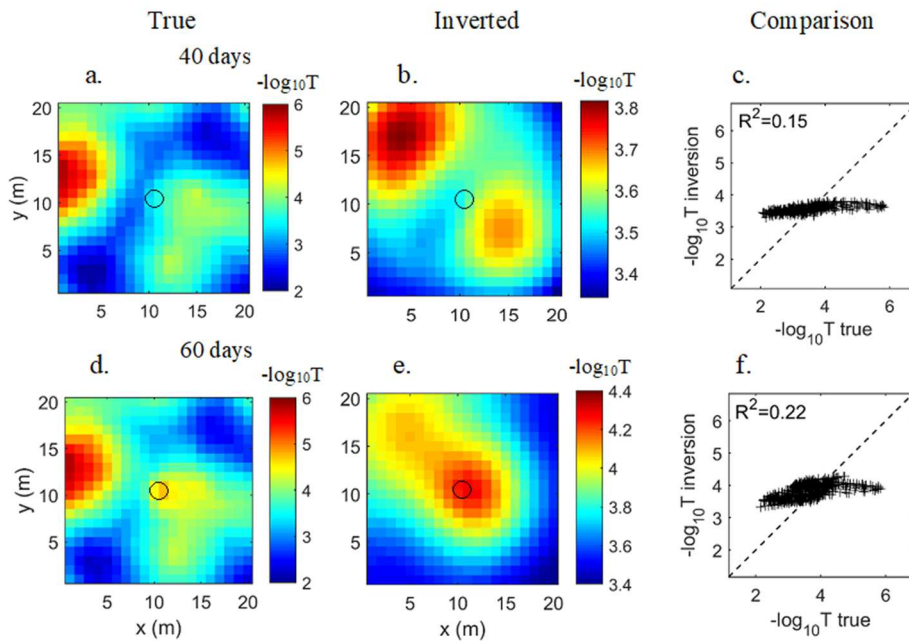 True
Inverted
Comparison
40 days
a.
-log10T
b.
-log10T
c.
20
15
10
5
y (m)
5
10
15
20
6
5
4
3
2
20
15
10
5
5
10
15
20
3.8
3.7
3.6
3.5
3.4
R²=0.15
6
5
4
3
2
-log10T inversion
2
4
6
-log10T true
60 days
d.
-log10T
e.
-log10T
f.
20
15
10
5
y (m)
5
10
15
20
x (m)
6
5
4
3
2
20
15
10
5
5
10
15
20
x (m)
4.4
4.2
4
3.8
3.6
3.4
R²=0.22
6
5
4
3
2
-log10T inversion
2
4
6
-log10T true